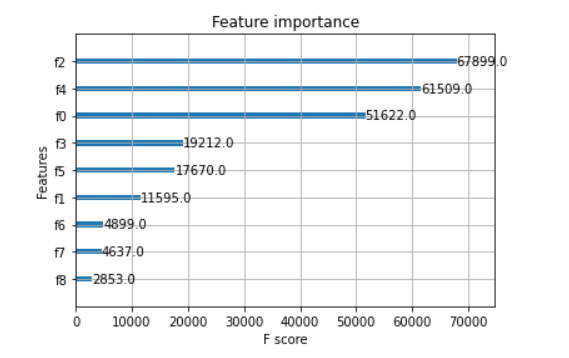 Feature importance
f2
67899.0
f4
61509.0
f0
51622.0
f3
19212.0
f5
17670.0
f1
11595.0
f6
4899.0
f7
4637.0
f8
2853.0
Features
0 10000 20000 30000 40000 50000 60000 70000
F score